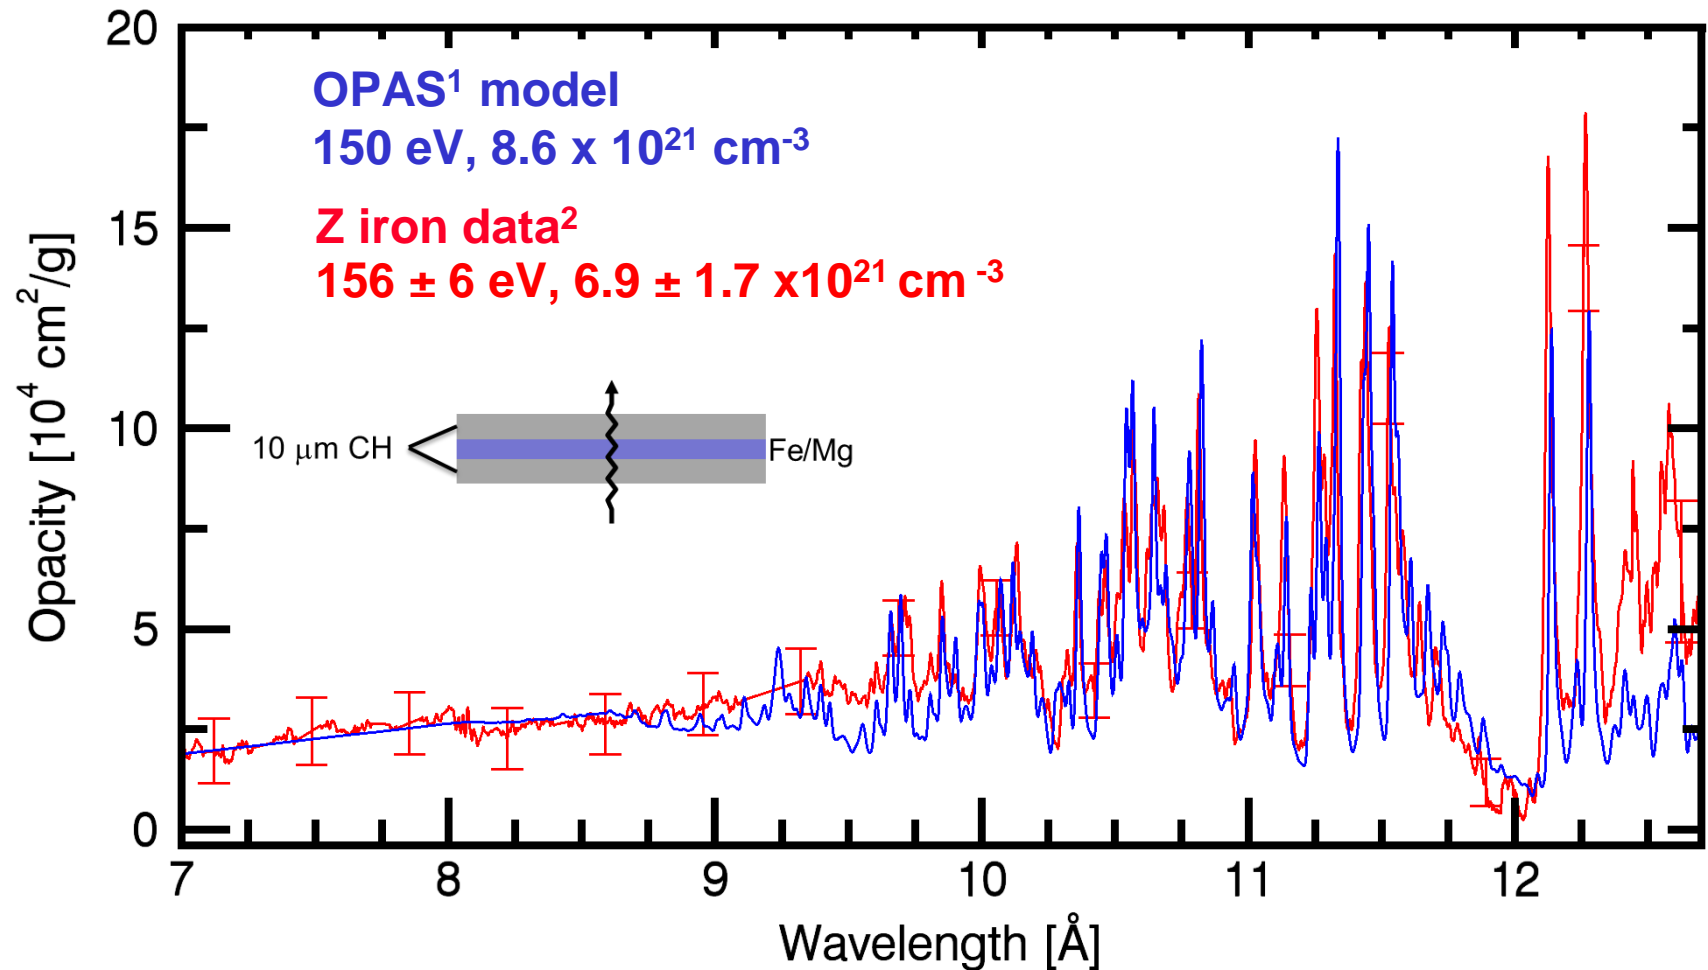 20
15
10
5
0
Opacity [10⁴ cm²/g]
OPAS¹ model
150 eV, 8.6 x 10²¹ cm⁻³
Z iron data²
156 ± 6 eV, 6.9 ± 1.7 x10²¹ cm⁻³
10 μm CH
Fe/Mg
7 8 9 10 11 12
Wavelength [Å]